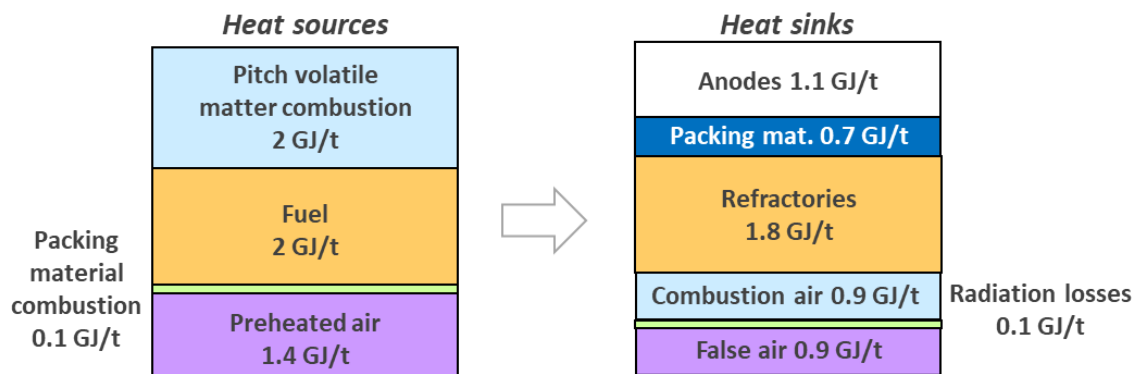 Heat sources
Pitch volatile
matter combustion
2 GJ/t
Fuel
2 GJ/t
Packing
material
combustion
0.1 GJ/t
Preheated air
1.4 GJ/t
Heat sinks
Anodes 1.1 GJ/t
Packing mat. 0.7 GJ/t
Refractories
1.8 GJ/t
Combustion air 0.9 GJ/t
Radiation losses
0.1 GJ/t
False air 0.9 GJ/t